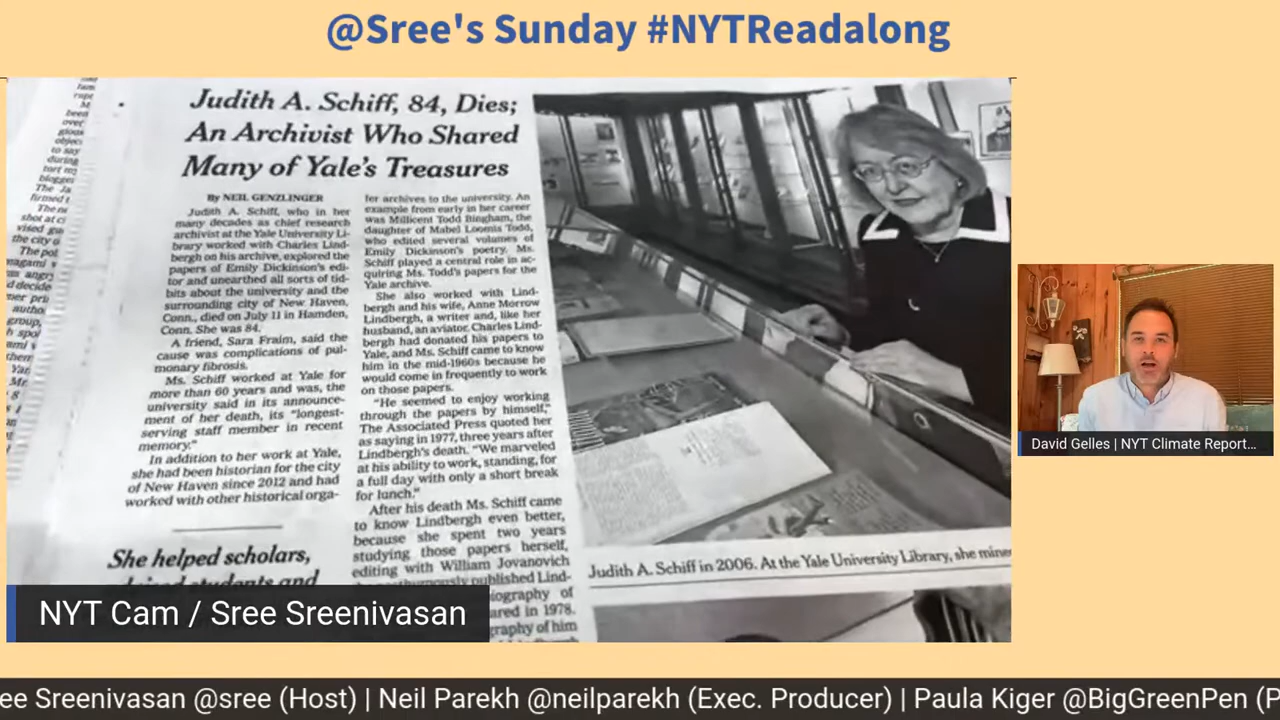 @Sree's Sunday #NYTReadalong
Judith A. Schiff, 84, Dies;
An Archivist Who Shared
Many of Yale's Treasures
By NEIL GENZLINGER
Judith A. Schiff, who in her
many decades as chief research
archivist at the Yale University Li-
brary worked with Charles Lind-
bergh on his archive, explored the
papers of Emily Dickinson's edi-
tor and unearthed all sorts of tid-
bits about the university and the
surrounding city of New Haven,
Conn., died on July 11 in Hamden,
Conn. She was 84.
A friend, Sara Fraim, said the
cause was complications of pul-
monary fibrosis.
Ms. Schiff worked at Yale for
more than 60 years and was, the
university said in its announce-
ment of her death, its "longest-
serving staff member in recent
memory."
In addition to her work at Yale,
she had been historian for the city
of New Haven since 2012 and had
worked with other historical orga-
She helped scholars,
students and
for archives to the university. An
example from early in her career
was Millicent Todd Bingham, the
daughter of Mabel Loomis Todd,
who edited several volumes of
Emily Dickinson's poetry. Ms.
Schiff played a central role in ac-
quiring Ms. Todd's papers for the
Yale archive.
She also worked with Lind-
bergh and his wife, Anne Morrow
Lindbergh, a writer and, like her
husband, an aviator. Charles Lind-
bergh had donated his papers to
Yale, and Ms. Schiff came to know
him in the mid-1960s because he
would come in frequently to work
on those papers.
"He seemed to enjoy working
through the papers by himself,"
The Associated Press quoted her
as saying in 1977, three years after
Lindbergh's death. "We marveled
at his ability to work, standing, for
a full day with only a short break
for lunch."
After his death Ms. Schiff came
to know Lindbergh even better,
because she spent two years
studying those papers herself,
editing with William Jovanovich
published Lind-
iography of
ared in 1978.
graphy of him
Judith A. Schiff in 2006. At the Yale University Library, she mine
David Gelles | NYT Climate Report...
NYT Cam / Sree Sreenivasan
ee Sreenivasan @sree (Host) | Neil Parekh @neilparekh (Exec. Producer) | Paula Kiger @BigGreenPen (P